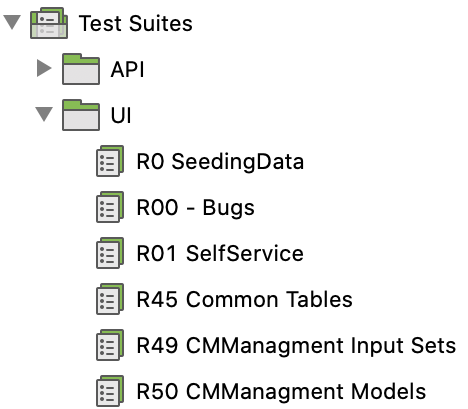 Test Suites
API
UI
R0 SeedingData
R00 - Bugs
R01 SelfService
R45 Common Tables
R49 CMManagment Input Sets
R50 CMManagment Models